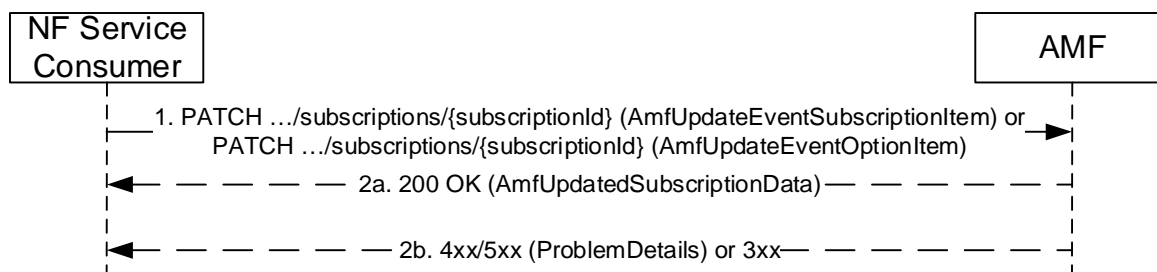 NF Service
Consumer
AMF
1. PATCH …/subscriptions/{subscriptionId} (AmfUpdateEventSubscriptionItem) or
PATCH …/subscriptions/{subscriptionId} (AmfUpdateEventOptionItem)
2a. 200 OK (AmfUpdatedSubscriptionData)
2b. 4xx/5xx (ProblemDetails) or 3xx